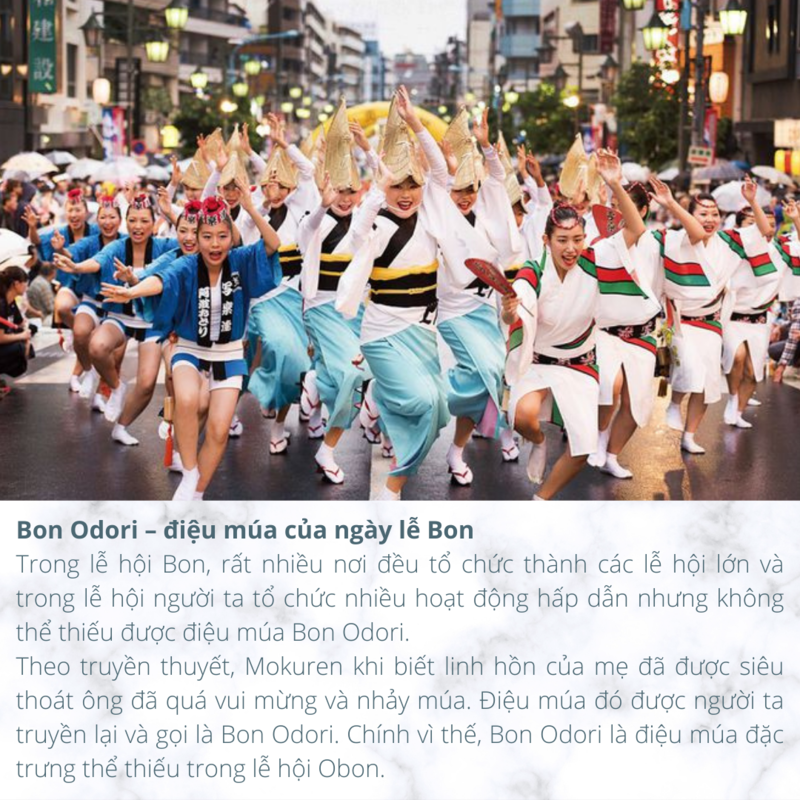 建設
Bon Odori – điệu múa của ngày lễ Bon
Trong lễ hội Bon, rất nhiều nơi đều tổ chức thành các lễ hội lớn và
trong lễ hội người ta tổ chức nhiều hoạt động hấp dẫn nhưng không
thể thiếu được điệu múa Bon Odori.
Theo truyền thuyết, Mokuren khi biết linh hồn của mẹ đã được siêu
thoát ông đã quá vui mừng và nhảy múa. Điệu múa đó được người ta
truyền lại và gọi là Bon Odori. Chính vì thế, Bon Odori là điệu múa đặc
trưng thể thiếu trong lễ hội Obon.